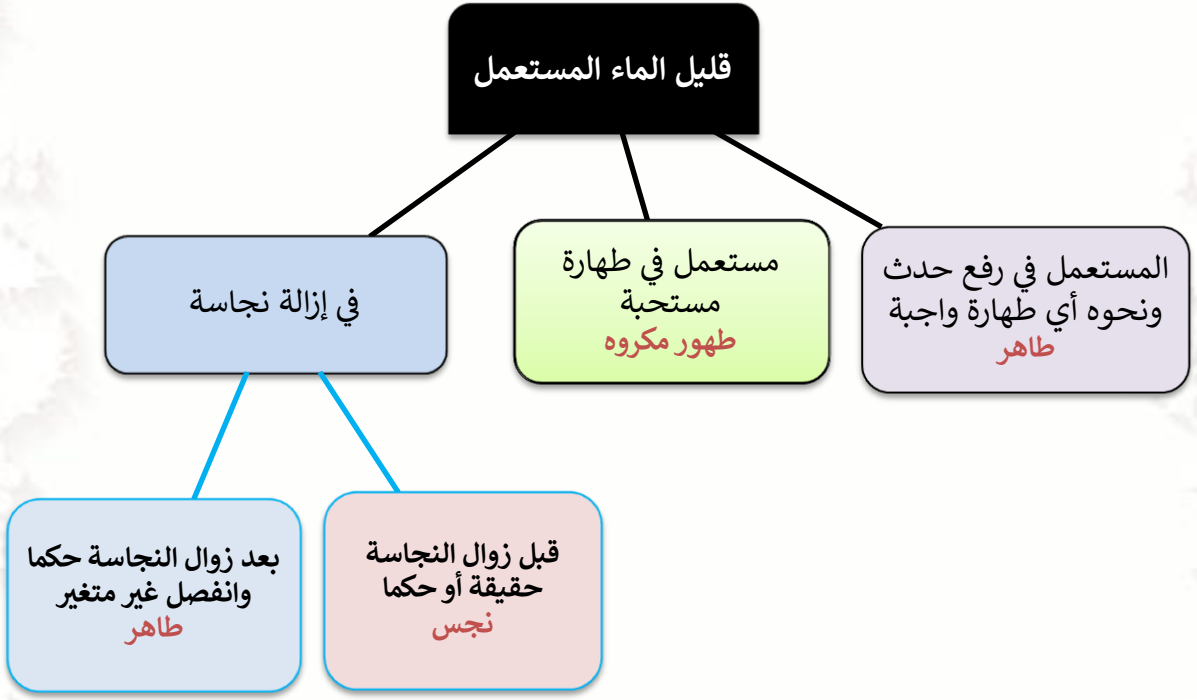 قليل الماء المستعمل
المستعمل في رفع حدث
ونحوه أي طهارة واجبة
طاهر
مستعمل في طهارة
مستحبة
طهور مكروه
في إزالة نجاسة
قبل زوال النجاسة
حقيقة أو حكما
نجس
بعد زوال النجاسة حكما
وانفصل غير متغير
طاهر